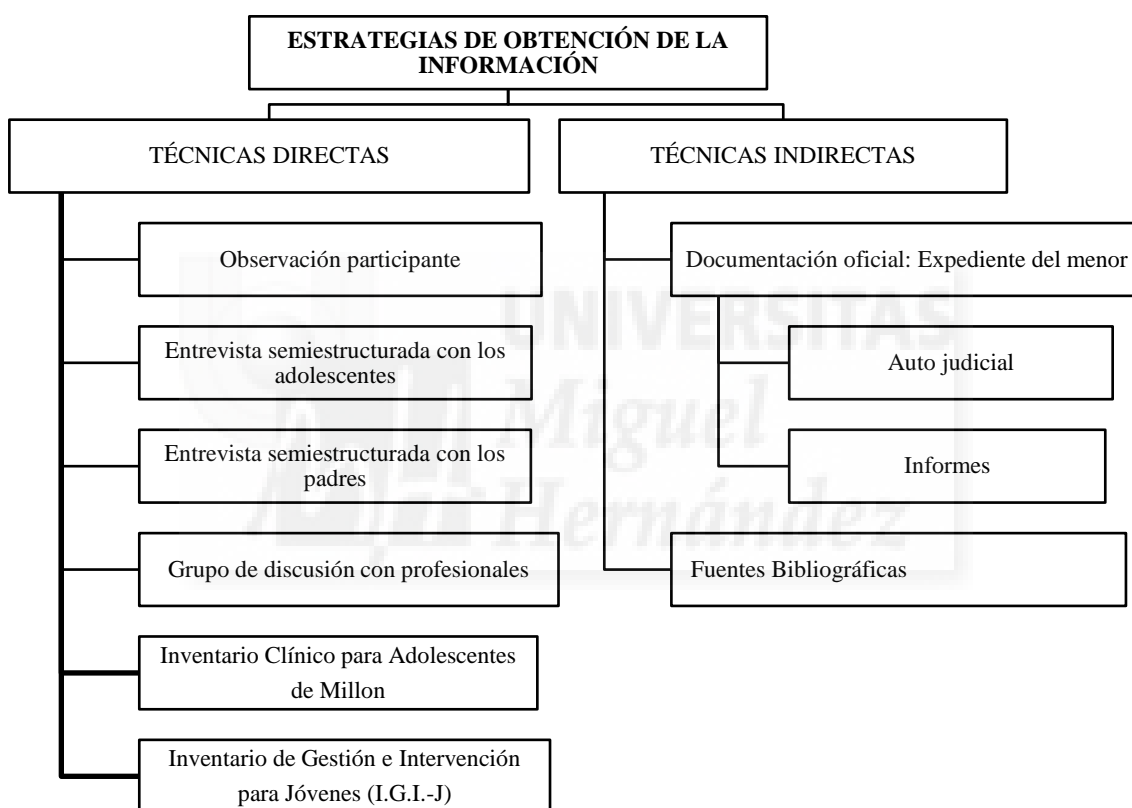 ESTRATEGIAS DE OBTENCIÓN DE LA
INFORMACIÓN
TÉCNICAS DIRECTAS
Observación participante
Entrevista semiestructurada con los
adolescentes
Entrevista semiestructurada con los
padres
Grupo de discusión con profesionales
Inventario Clínico para Adolescentes
de Millon
Inventario de Gestión e Intervención
para Jóvenes (I.G.I.-J)
TÉCNICAS INDIRECTAS
Documentación oficial: Expediente del menor
Auto judicial
Informes
Fuentes Bibliográficas
UNIVERSITAS
Miguel
Hernández